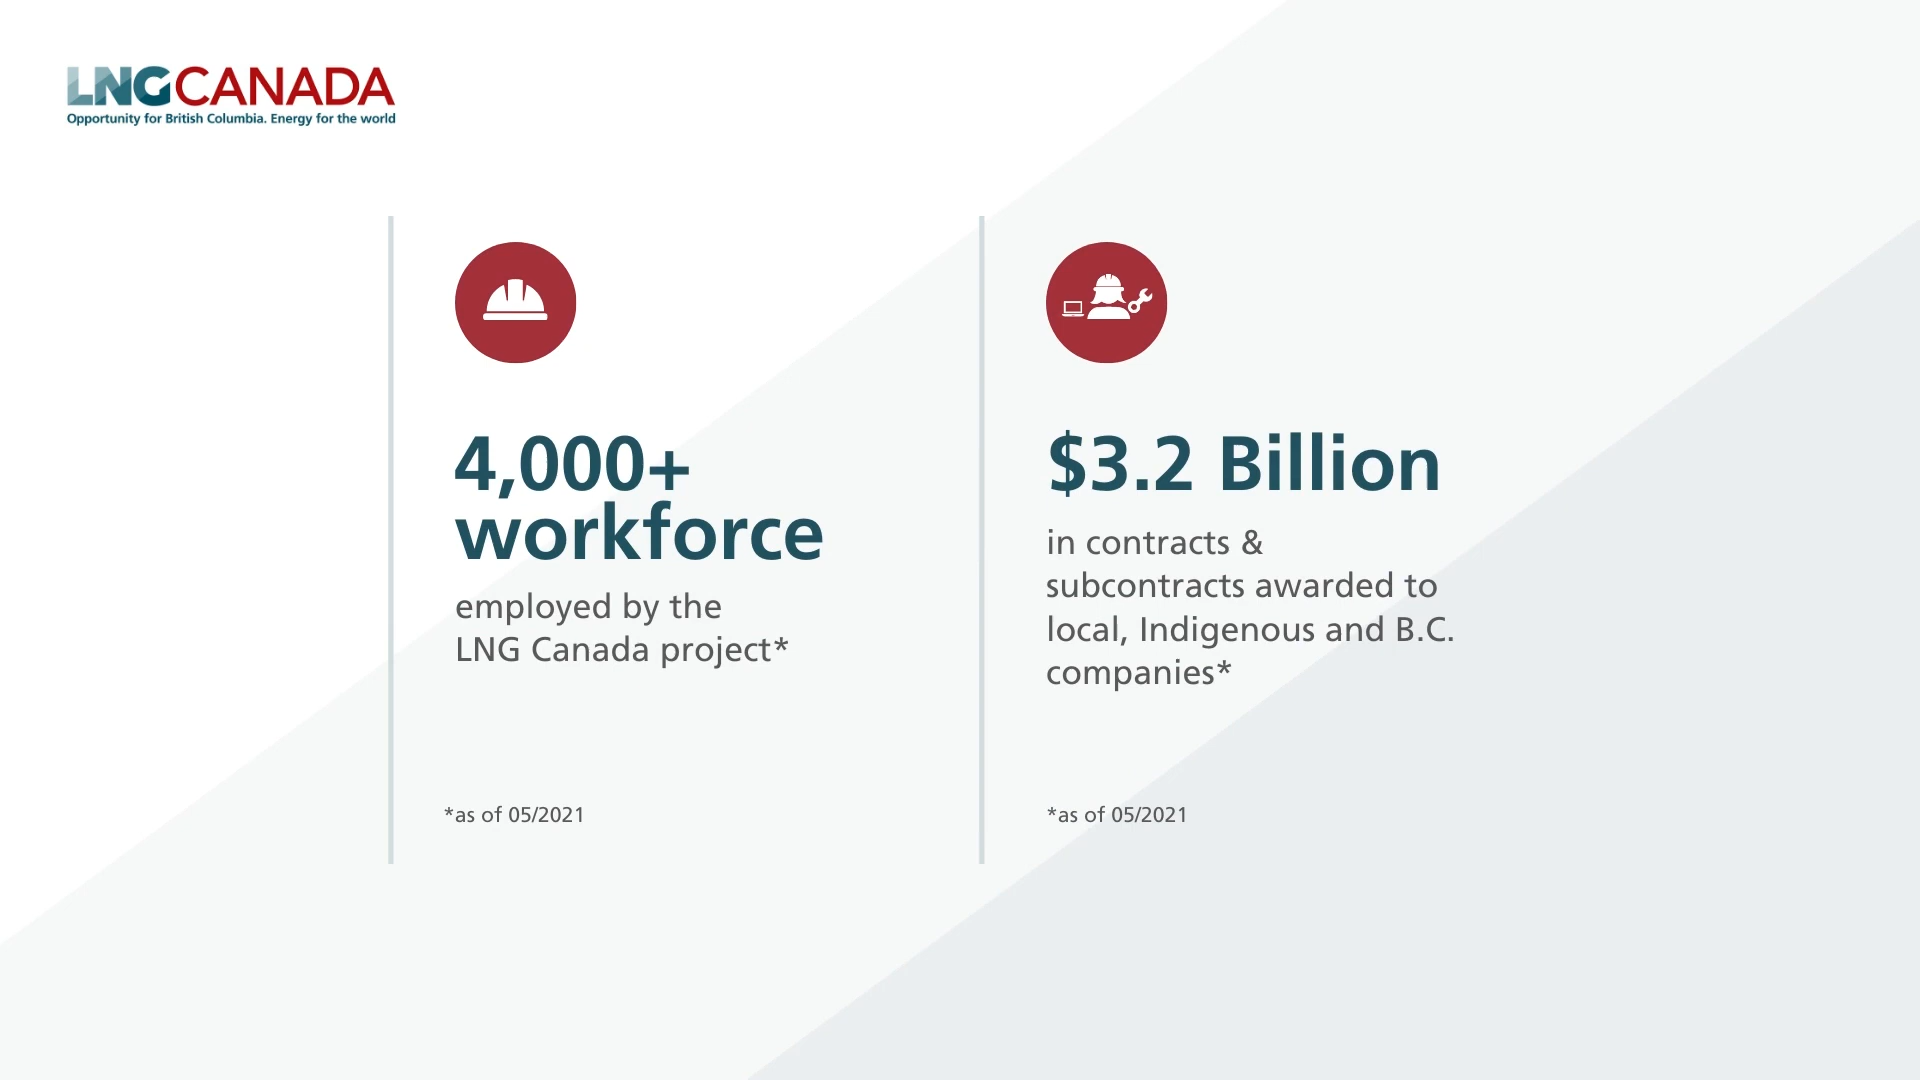 LNGCANADA
Opportunity for British Columbia. Energy for the world
4,000+
workforce
employed by the
LNG Canada project*
*as of 05/2021
$3.2 Billion
in contracts &
subcontracts awarded to
local, Indigenous and B.C.
companies*
*as of 05/2021